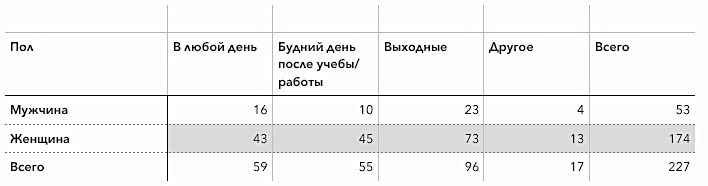 Пол В любой день Будний день Выходные Другое Всего
после учебы/
работы
Мужчина 16 10 23 4 53
Женщина 43 45 73 13 174
Всего 59 55 96 17 227